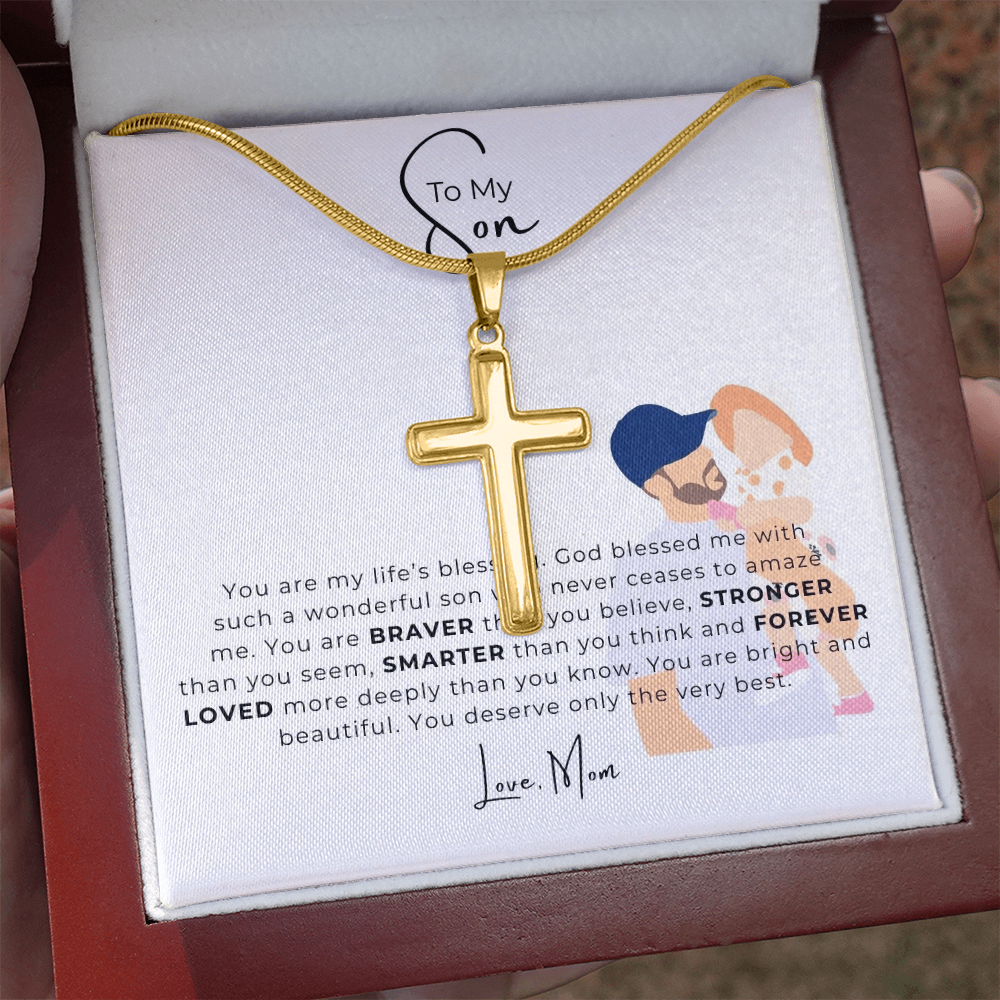 To My
Son
You are my life's bles. God blessed me with
such a wonderful son never ceases to amaze
me. You are BRAVER you believe, STRONGER
than you seem, SMARTER than you think and FOREVER
LOVED more deeply than you know. You are bright and
beautiful. You deserve only the very best.
Love, Mom